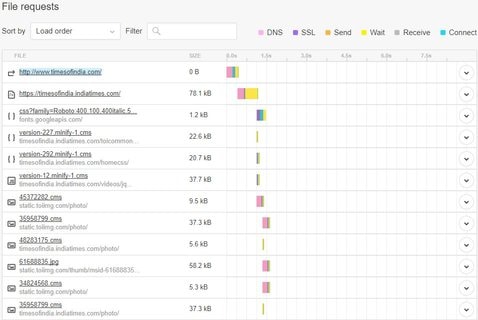 File requests
Sort by Load order Filter DNS SSL Send Wait Receive Connect
FILE SIZE 0.0s 1.5s 3.0s 4.5s 6.0s 7.5s
http://www.timesofindia.com/ 0 B
https://timesofindia.indiatimes.com/ 78.1 kB
css?family=Roboto:400,100,400italic,5... 1.2 kB
fonts.googleapis.com/
version-227.minify-1.cms 22.6 kB
timesofindia.indiatimes.com/toicommon...
version-292.minify-1.cms 20.7 kB
timesofindia.indiatimes.com/homecss/
version-12.minify-1.cms 37.7 kB
timesofindia.indiatimes.com/videos/jq...
45372282.cms 9.5 kB
static.toiimg.com/photo/
35958799.cms 37.3 kB
static.toiimg.com/photo/
48283175.cms 5.6 kB
timesofindia.indiatimes.com/photo/
61688835.jpg 58.2 kB
static.toiimg.com/thumb/msid-61688835...
34824568.cms 5.3 kB
static.toiimg.com/photo/
35958799.cms 37.3 kB
timesofindia.indiatimes.com/photo/